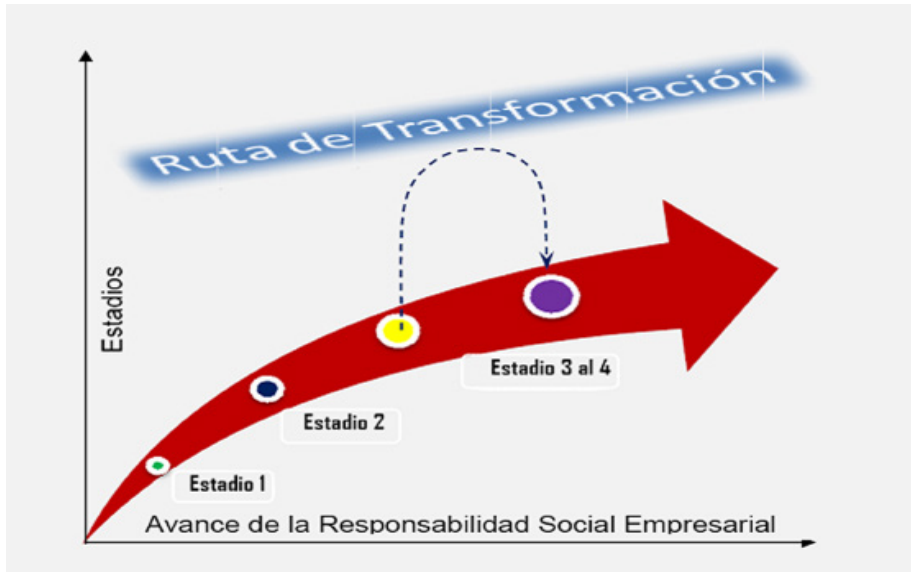 Ruta de Transformación
Estadios
Estadio 3 al 4
Estadio 2
Estadio 1
Avance de la Responsabilidad Social Empresarial